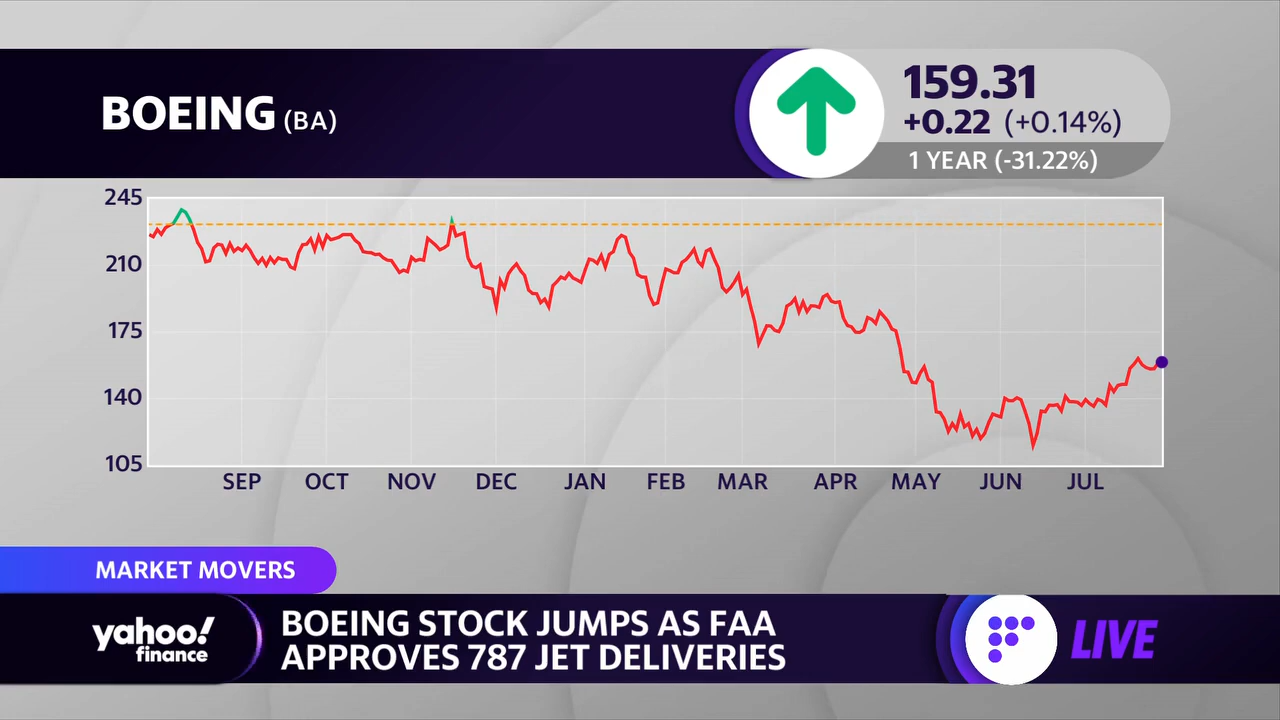 BOEING (BA)
159.31
+0.22 (+0.14%)
1 YEAR (-31.22%)
245
210
175
140
105
SEP OCT NOV DEC JAN FEB MAR APR MAY JUN JUL
MARKET MOVERS
yahoo!
finance
BOEING STOCK JUMPS AS FAA
APPROVES 787 JET DELIVERIES
LIVE